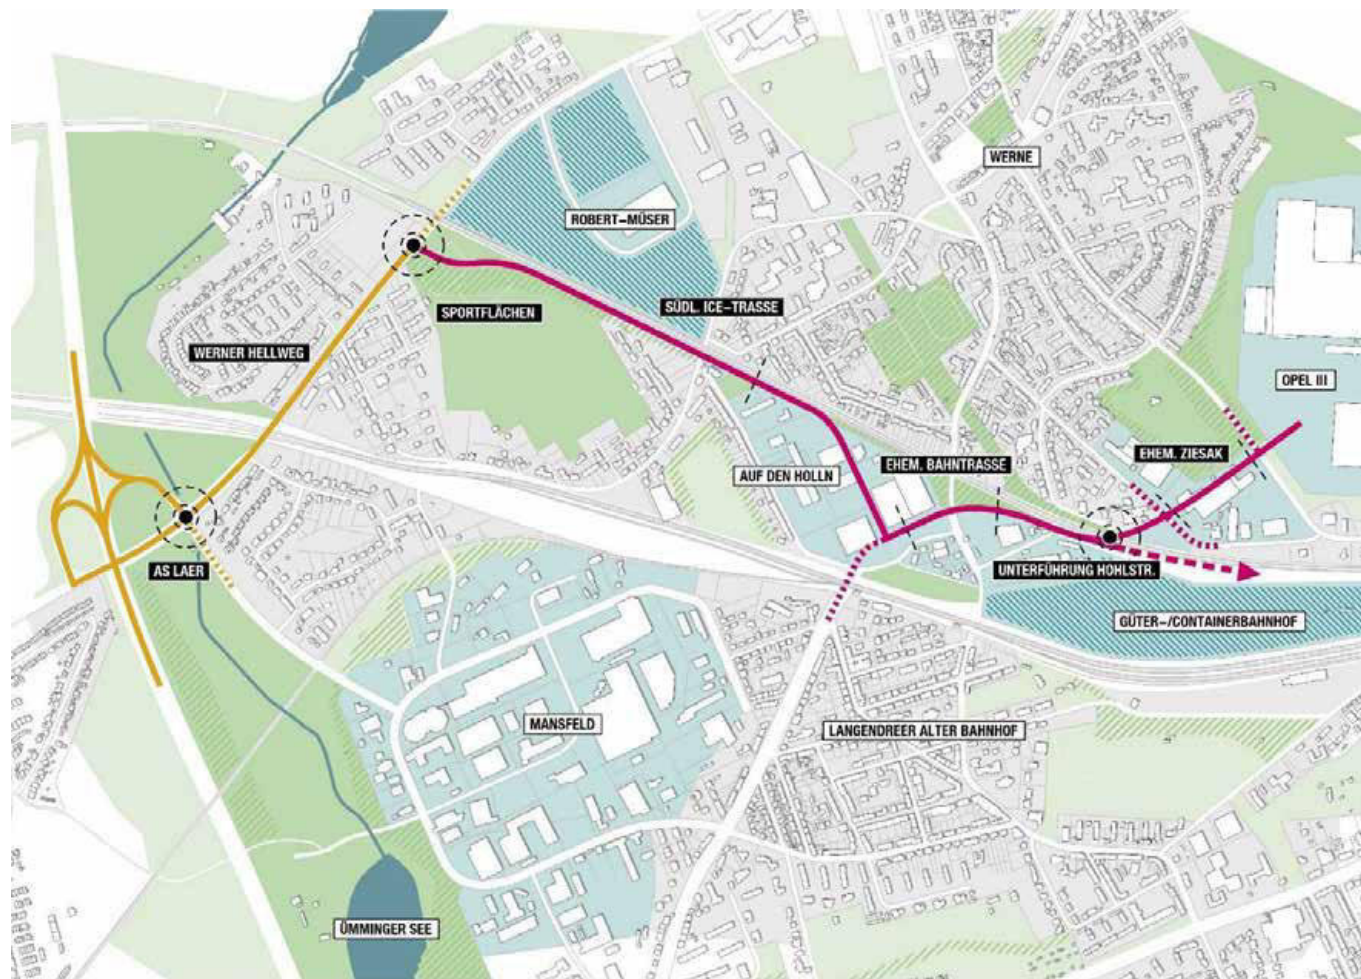 WERNE
ROBERT-MÜSER
SPORTFLÄCHEN
SÜDL. ICE-TRASSE
WERNER HELLWEG
OPEL III
EHEM. ZIESAK
EHEM. BAHNTRASSE
AUF DEN HOLLN
AS LAER
UNTERFÜHRUNG HOHLSTR.
GÜTER-/CONTAINERBAHNHOF
MANSFELD
LANGENDREER ALTER BAHNHOF
ÜMMINGER SEE